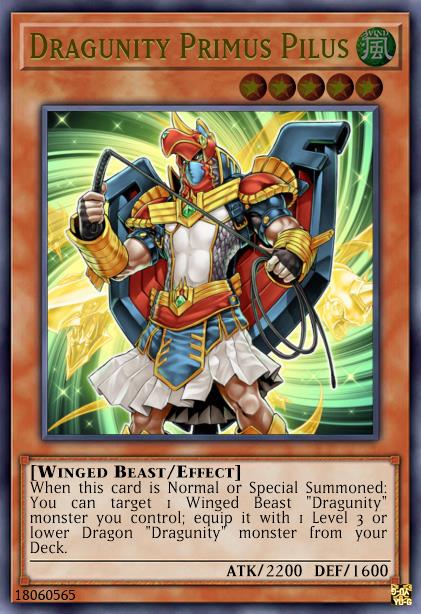 Dragunity Primus Pilus
WIND
風
[Winged Beast/Effect]
When this card is Normal or Special Summoned:
You can target 1 Winged Beast "Dragunity"
monster you control; equip it with 1 Level 3 or
lower Dragon "Dragunity" monster from your
Deck.
ATK/2200 DEF/1600
18060565